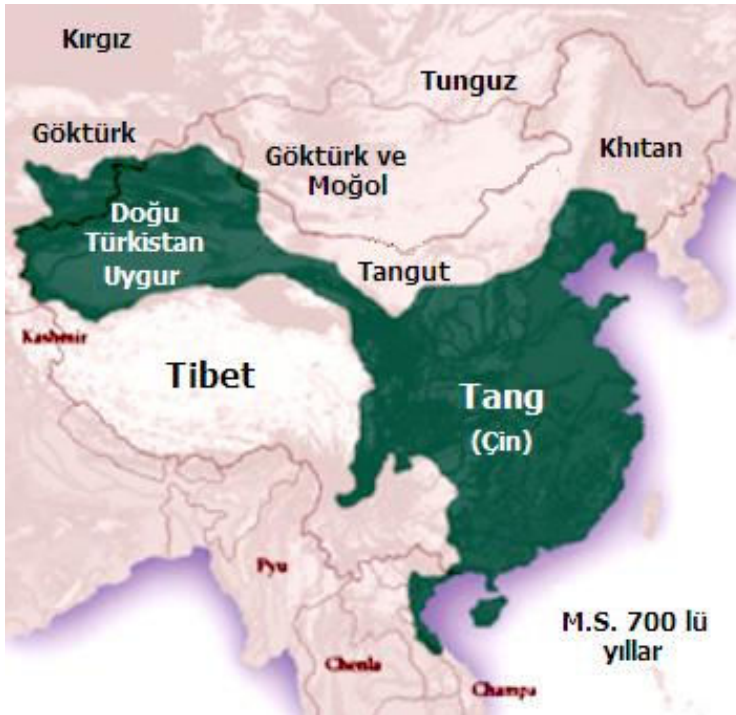 Kırgız
Tunguz
Göktürk
Göktürk ve
Moğol
Khıtan
Doğu
Türkistan
Uygur
Tangut
Kashmir
Tibet
Tang
(Çin)
Pyu
M.S. 700 lü
yıllar
Chenla
Champa